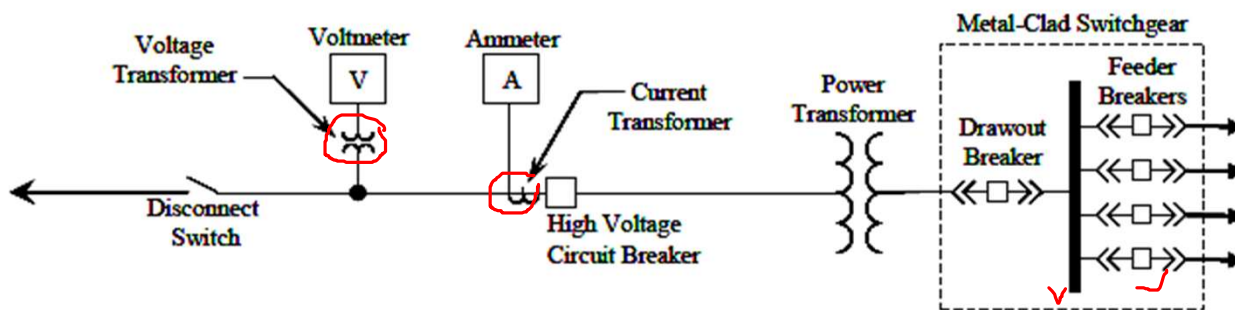 Metal-Clad Switchgear
Voltage
Transformer
Voltmeter
V
Ammeter
A
Current
Transformer
Power
Transformer
Feeder
Breakers
Drawout
Breaker
Disconnect
Switch
High Voltage
Circuit Breaker